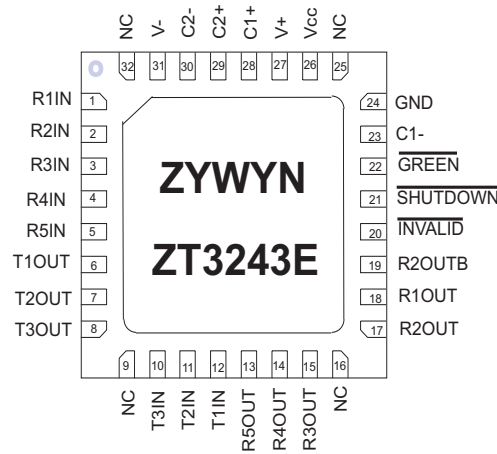 NC V- C2- C2+ C1+ V+ Vcc NC
32 31 30 29 28 27 26 25
R1IN 1
R2IN 2
R3IN 3
R4IN 4
R5IN 5
T1OUT 6
T2OUT 7
T3OUT 8
ZYWYN
ZT3243E
24 GND
23 C1-
22 GREEN
21 SHUTDOWN
20 INVALID
19 R2OUTB
18 R1OUT
17 R2OUT
9 10 11 12 13 14 15 16
NC T3IN T2IN T1IN R5OUT R4OUT R3OUT NC